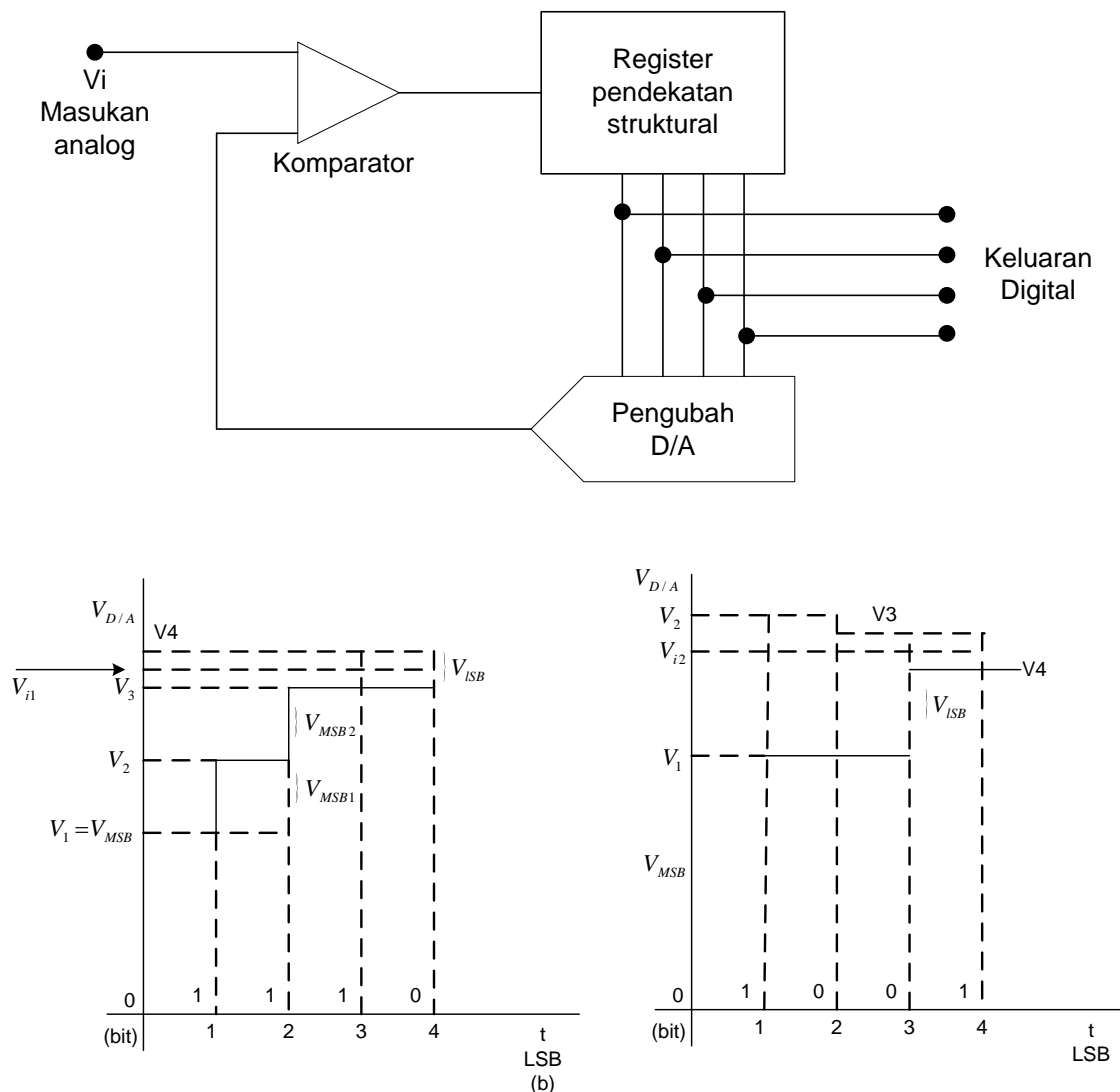 Vi
Masukan
analog
Komparator
Register
pendekatan
struktural
Keluaran
Digital
Pengubah
D/A
V_{D/A}
V4
V_{i1}
V_3
V_{lSB}
V_{MSB2}
V_2
V_{MSB1}
V_1 = V_{MSB}
0
1
1
1
0
(bit)
1
2
3
4
t
LSB
(b)
V_{D/A}
V_2
V3
V_{i2}
V4
V_{lSB}
V_1
V_{MSB}
0
1
0
0
1
(bit)
1
2
3
4
t
LSB